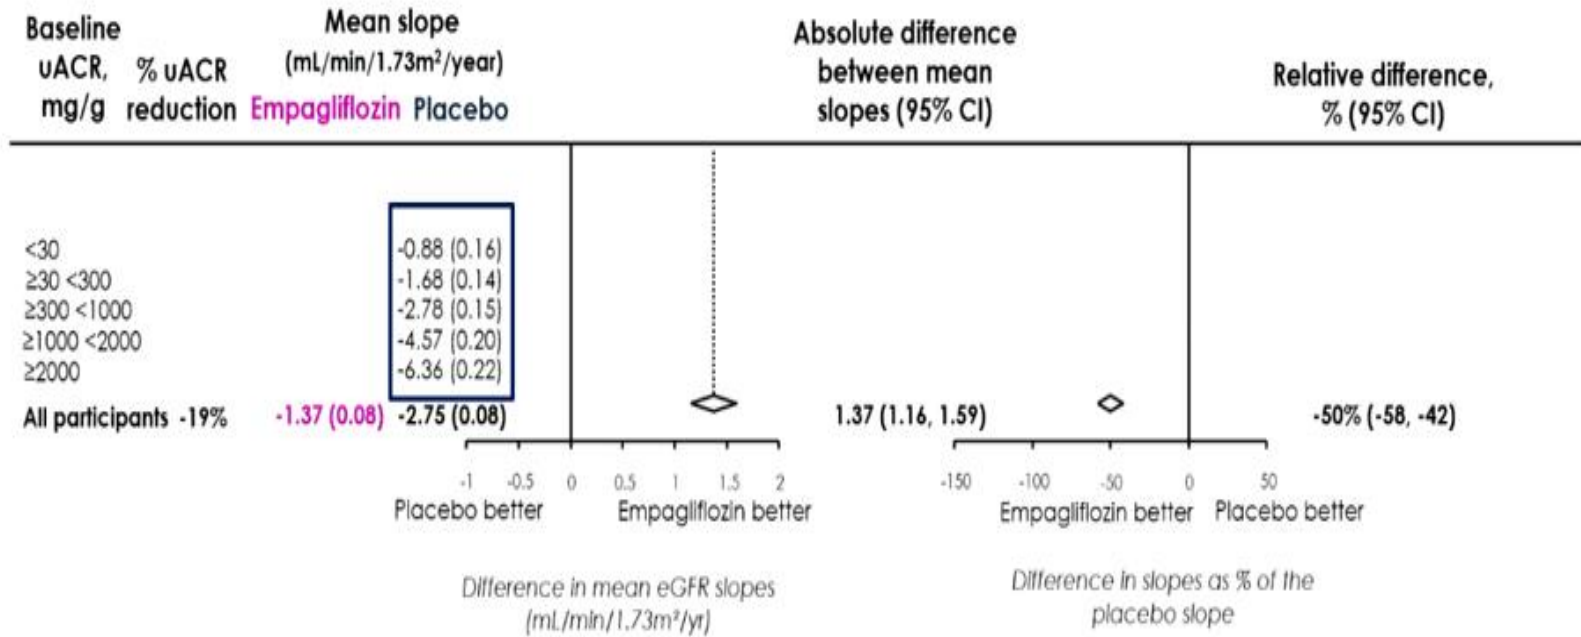 Baseline uACR, mg/g
% uACR reduction
Mean slope
(mL/min/1.73m²/year)
Empagliflozin Placebo
Absolute difference
between mean
slopes (95% CI)
Relative difference,
% (95% CI)
<30 -0.88 (0.16)
≥30 <300 -1.68 (0.14)
≥300 <1000 -2.78 (0.15)
≥1000 <2000 -4.57 (0.20)
≥2000 -6.36 (0.22)
All participants -19% -1.37 (0.08) -2.75 (0.08) 1.37 (1.16, 1.59) -50% (-58, -42)
-1 -0.5 0 0.5 1 1.5 2
Placebo better Empagliflozin better
-150 -100 -50 0 50
Empagliflozin better Placebo better
Difference in mean eGFR slopes
(mL/min/1.73m²/yr)
Difference in slopes as % of the
placebo slope